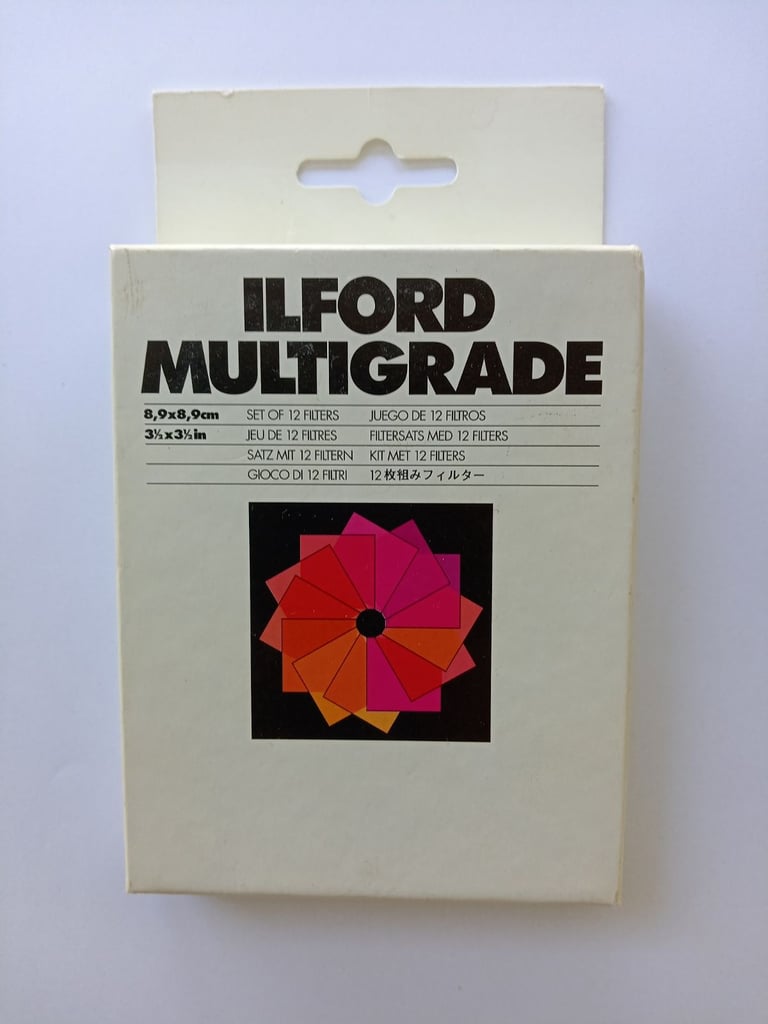 ILFORD
MULTIGRADE
8,9x8,9cm SET OF 12 FILTERS JUEGO DE 12 FILTROS
3½x3½in JEU DE 12 FILTRES FILTERSATS MED 12 FILTERS
SATZ MIT 12 FILTERN KIT MET 12 FILTERS
GIOCO DI 12 FILTRI 12枚組みフィルター